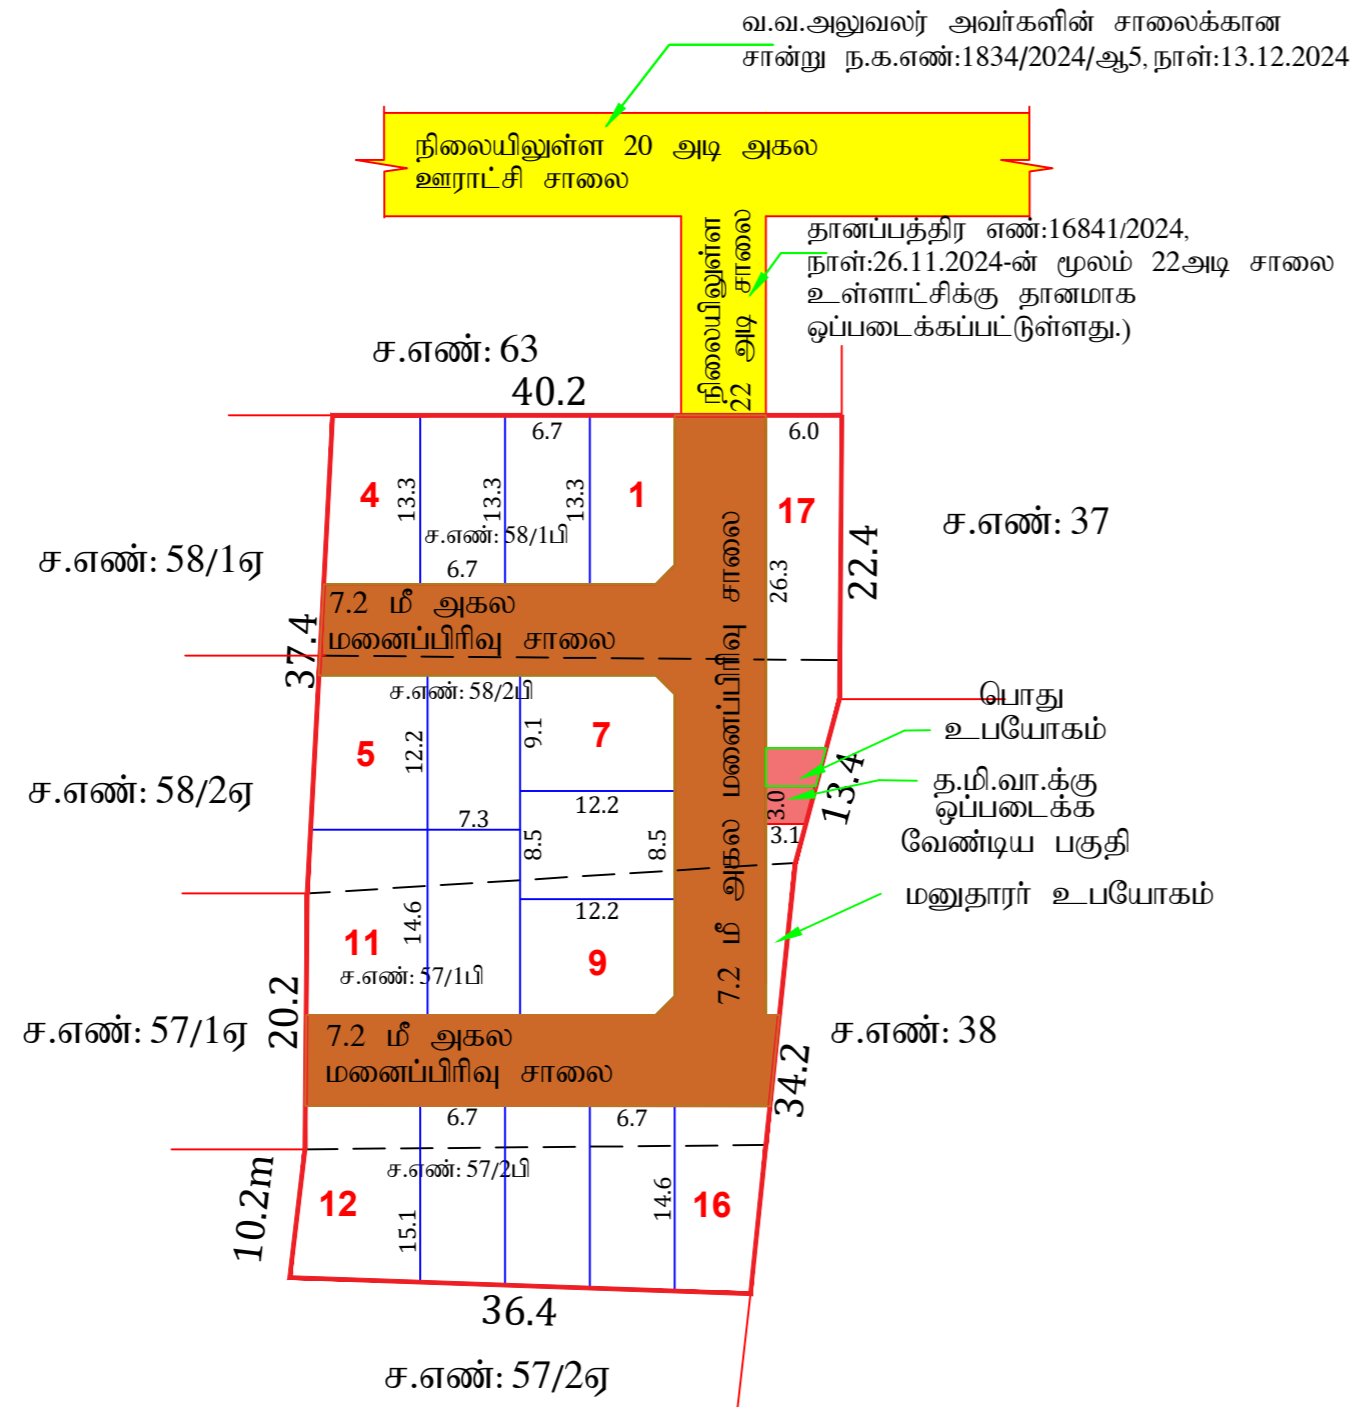 வ.வ.அலுவலர் அவர்களின் சாலைக்கான
சான்று ந.க.எண்:1834/2024/ஆ5, நாள்:13.12.2024
நிலையிலுள்ள 20 அடி அகல
ஊராட்சி சாலை
நிலையிலுள்ள
22 அடி சாலை
தானப்பத்திர எண்:16841/2024,
நாள்:26.11.2024-ன் மூலம் 22அடி சாலை
உள்ளாட்சிக்கு தானமாக
ஒப்படைக்கப்பட்டுள்ளது.)
ச.எண்: 63
40.2
6.7
6.0
4
13.3
13.3
13.3
1
17
ச.எண்: 58/1பி
6.7
26.3
22.4
ச.எண்: 37
ச.எண்: 58/1ஏ
7.2 மீ அகல
மனைப்பிரிவு சாலை
7.2 மீ அகல மனைப்பிரிவு சாலை
37.4
ச.எண்: 58/2பி
5
12.2
9.1
7
பொது
உபயோகம்
13.4
த.மி.வா.க்கு
ஒப்படைக்க
வேண்டிய பகுதி
3.0
3.1
ச.எண்: 58/2ஏ
7.3
12.2
8.5
8.5
மனுதாரர் உபயோகம்
12.2
11
14.6
9
ச.எண்: 57/1பி
20.2
ச.எண்: 57/1ஏ
7.2 மீ அகல
மனைப்பிரிவு சாலை
ச.எண்: 38
34.2
6.7
6.7
ச.எண்: 57/2பி
10.2m
12
15.1
14.6
16
36.4
ச.எண்: 57/2ஏ